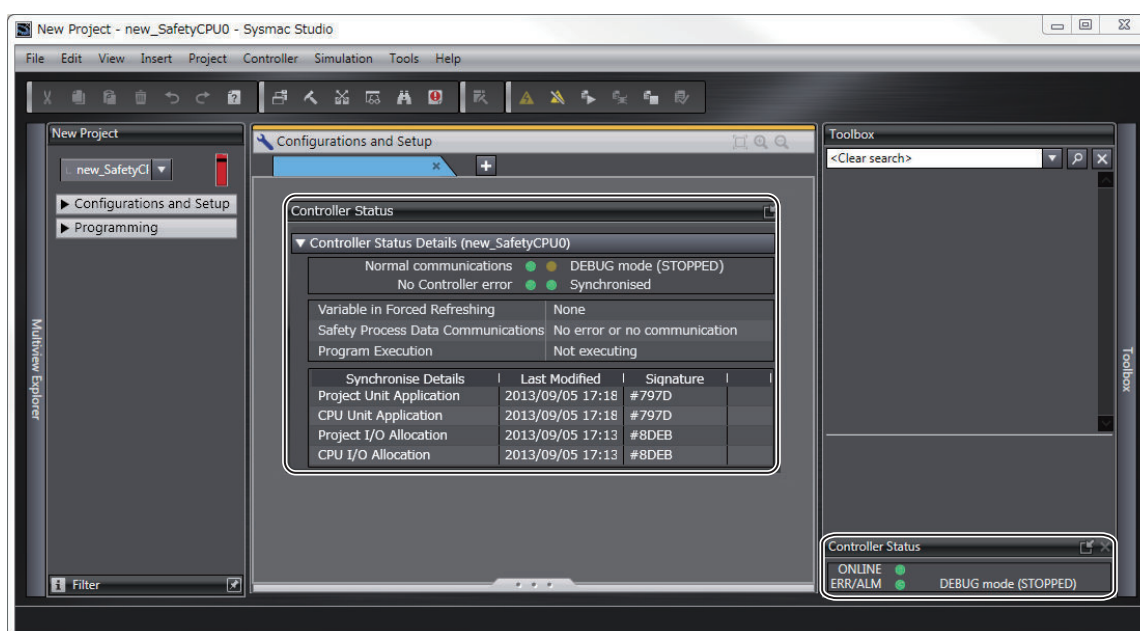 New Project - new_SafetyCPU0 - Sysmac Studio
File Edit View Insert Project Controller Simulation Tools Help
New Project
new_SafetyCl
Configurations and Setup
Programming
Multiview Explorer
Filter
Configurations and Setup
Controller Status
Controller Status Details (new_SafetyCPU0)
Normal communications DEBUG mode (STOPPED)
No Controller error Synchronised
Variable in Forced Refreshing None
Safety Process Data Communications No error or no communication
Program Execution Not executing
Synchronise Details Last Modified Signature
Project Unit Application 2013/09/05 17:18 #797D
CPU Unit Application 2013/09/05 17:18 #797D
Project I/O Allocation 2013/09/05 17:13 #8DEB
CPU I/O Allocation 2013/09/05 17:13 #8DEB
Toolbox
<Clear search>
Toolbox
Controller Status
ONLINE
ERR/ALM DEBUG mode (STOPPED)